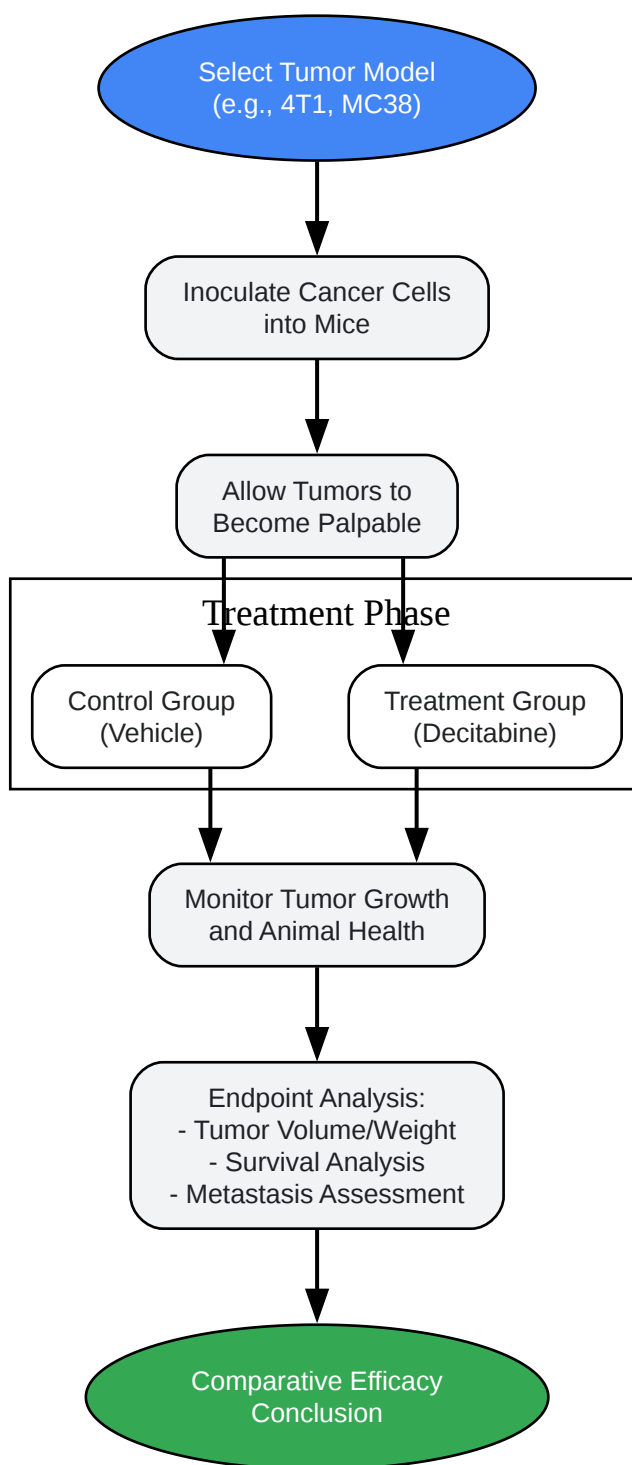 Select Tumor Model
(e.g., 4T1, MC38)
Inoculate Cancer Cells
into Mice
Allow Tumors to
Become Palpable
Treatment Phase
Control Group
(Vehicle)
Treatment Group
(Decitabine)
Monitor Tumor Growth
and Animal Health
Endpoint Analysis:
- Tumor Volume/Weight
- Survival Analysis
- Metastasis Assessment
Comparative Efficacy
Conclusion